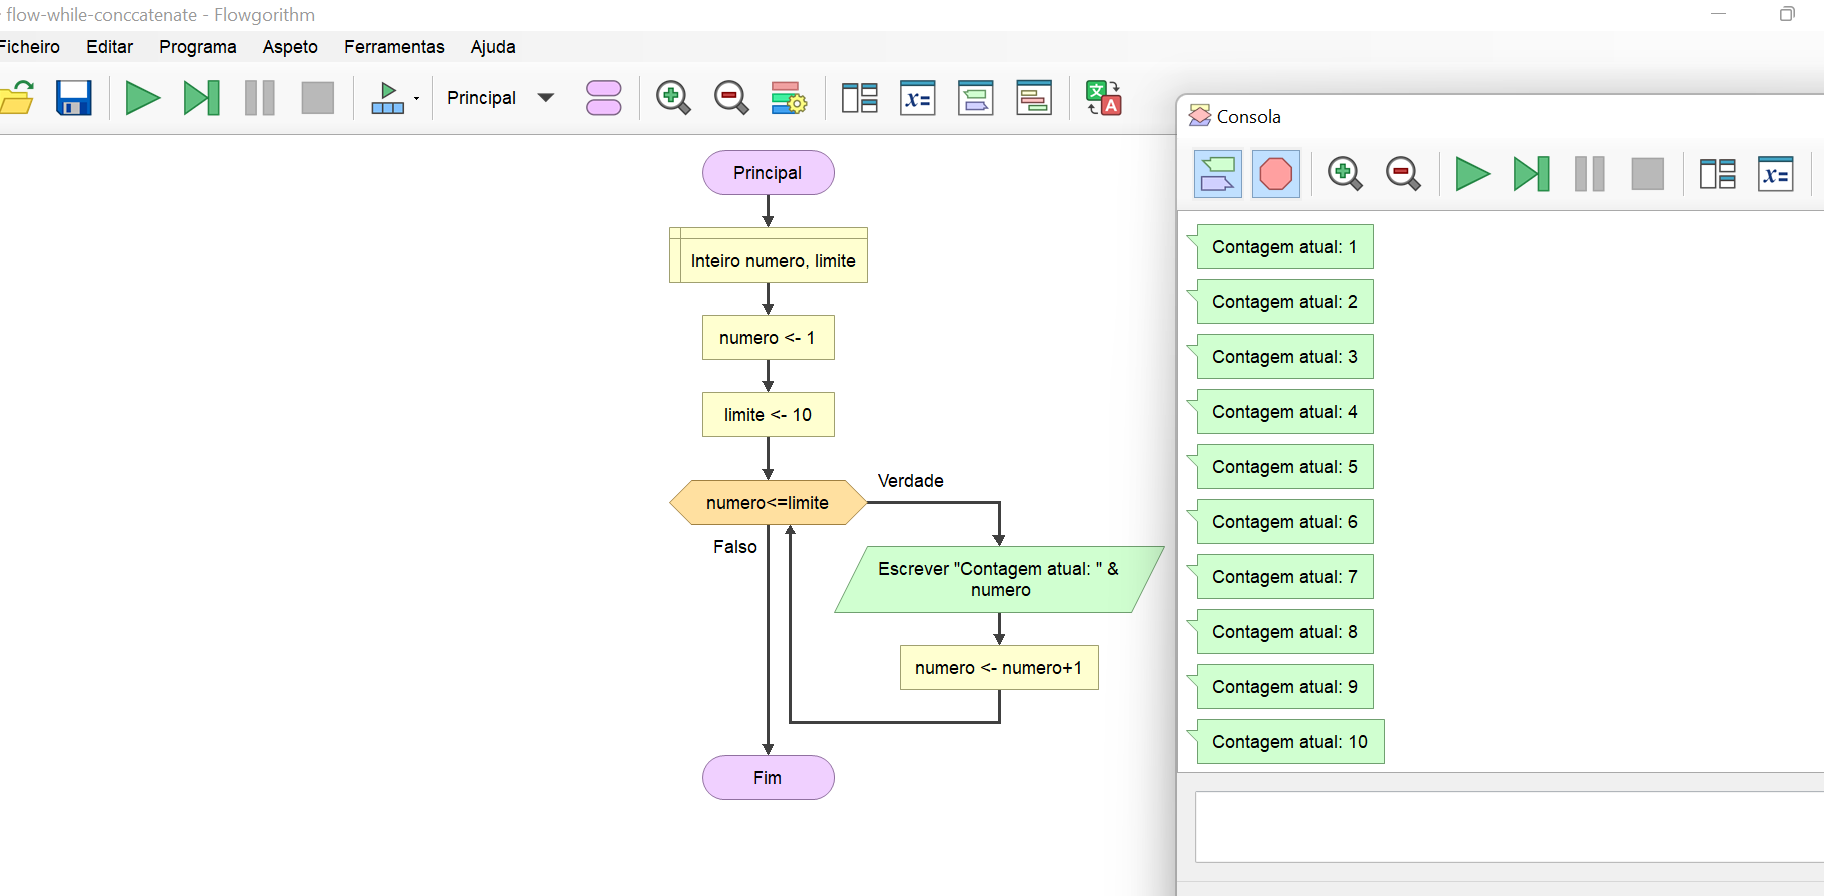 flow-while-conccatenate - Flowgorithm
Ficheiro Editar Programa Aspeto Ferramentas Ajuda
Principal
x=
文
A
Consola
x=
Principal
Inteiro numero, limite
numero <- 1
limite <- 10
numero<=limite
Verdade
Falso
Escrever "Contagem atual: " &
numero
numero <- numero+1
Fim
Contagem atual: 1
Contagem atual: 2
Contagem atual: 3
Contagem atual: 4
Contagem atual: 5
Contagem atual: 6
Contagem atual: 7
Contagem atual: 8
Contagem atual: 9
Contagem atual: 10